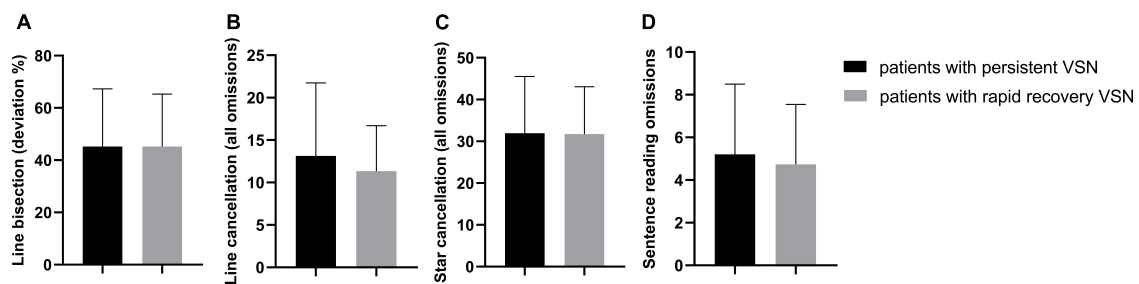 A
Line bisection (deviation %)
80
60
40
20
0
B
Line cancellation (all omissions)
25
20
15
10
5
0
C
Star cancellation (all omissions)
50
40
30
20
10
0
D
Sentence reading omissions
10
8
6
4
2
0
patients with persistent VSN
patients with rapid recovery VSN